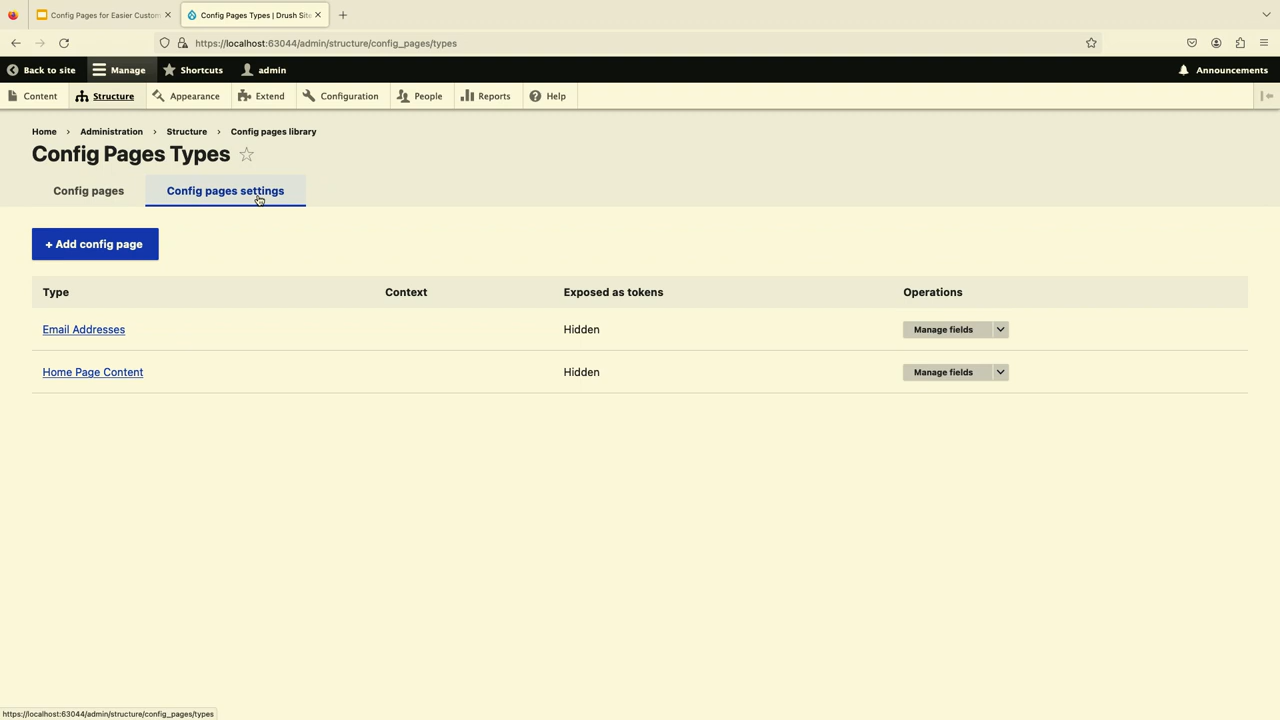 Config Pages for Easier Custom
Config Pages Types | Drush Site
https://localhost:63044/admin/structure/config_pages/types
Back to site
Manage
Shortcuts
admin
Announcements
Content
Structure
Appearance
Extend
Configuration
People
Reports
Help
Home › Administration › Structure › Config pages library
Config Pages Types
Config pages
Config pages settings
+ Add config page
Type Context Exposed as tokens Operations
Email Addresses Hidden Manage fields
Home Page Content Hidden Manage fields
https://localhost:63044/admin/structure/config_pages/types